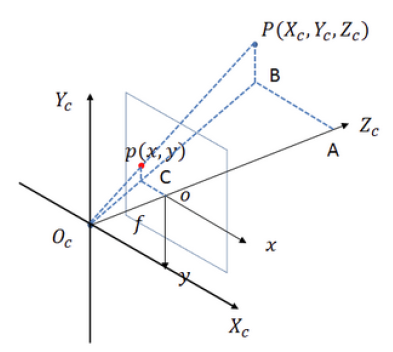 P(X_c, Y_c, Z_c)
B
Y_c
Z_c
A
p(x, y)
C
o
f
O_c
x
y
X_c